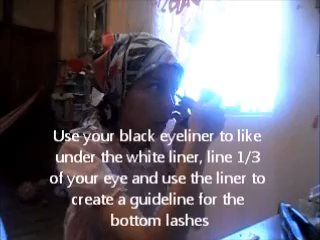 Use your black eyeliner to like
under the white liner, line 1/3
of your eye and use the liner to
create a guideline for the
bottom lashes